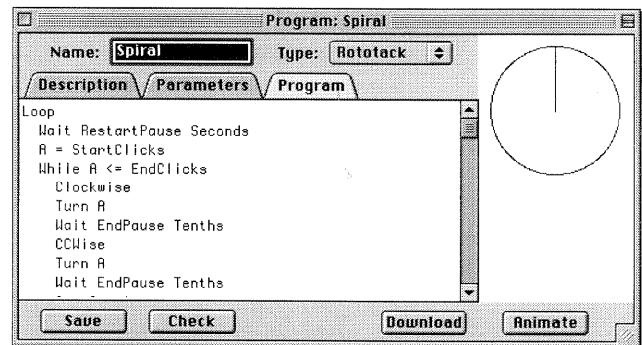 Program: Spiral
Name: Spiral Type: Rototack
Description Parameters Program
Loop
Wait RestartPause Seconds
A = StartClicks
While A <= EndClicks
Clockwise
Turn A
Wait EndPause Tenths
CCWise
Turn A
Wait EndPause Tenths
Save Check Download Animate